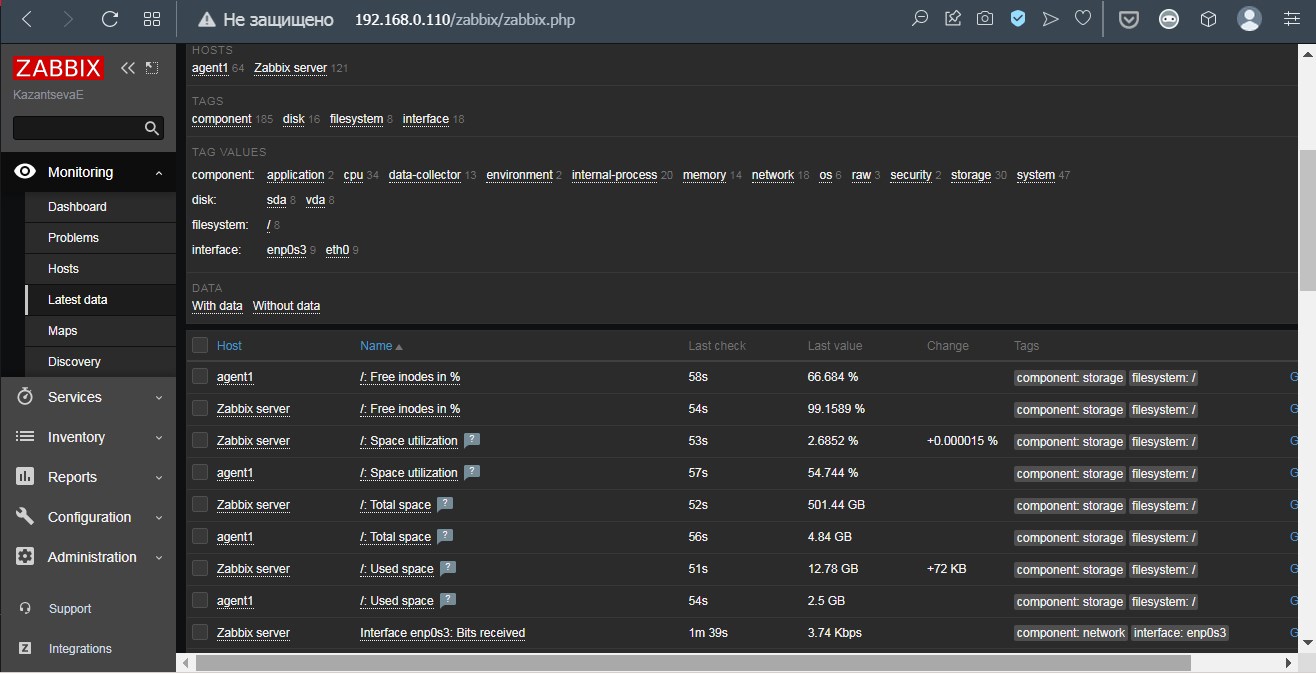 Не защищено 192.168.0.110/zabbix/zabbix.php
ZABBIX
KazantsevaE
Monitoring
Dashboard
Problems
Hosts
Latest data
Maps
Discovery
Services
Inventory
Reports
Configuration
Administration
Support
Z Integrations
HOSTS
agent1 64 Zabbix server 121
TAGS
component 185 disk 16 filesystem 8 interface 18
TAG VALUES
component: application 2 cpu 34 data-collector 13 environment 2 internal-process 20 memory 14 network 18 os 6 raw 3 security 2 storage 30 system 47
disk: sda 8 vda 8
filesystem: / 8
interface: enp0s3 9 eth0 9
DATA
With data Without data
Host Name Last check Last value Change Tags
agent1 /: Free inodes in % 58s 66.684 % component: storage filesystem: / G
Zabbix server /: Free inodes in % 54s 99.1589 % component: storage filesystem: / G
Zabbix server /: Space utilization ? 53s 2.6852 % +0.000015 % component: storage filesystem: / G
agent1 /: Space utilization ? 57s 54.744 % component: storage filesystem: / G
Zabbix server /: Total space ? 52s 501.44 GB component: storage filesystem: / G
agent1 /: Total space ? 56s 4.84 GB component: storage filesystem: / G
Zabbix server /: Used space ? 51s 12.78 GB +72 KB component: storage filesystem: / G
agent1 /: Used space ? 54s 2.5 GB component: storage filesystem: / G
Zabbix server Interface enp0s3: Bits received 1m 39s 3.74 Kbps component: network interface: enp0s3 G